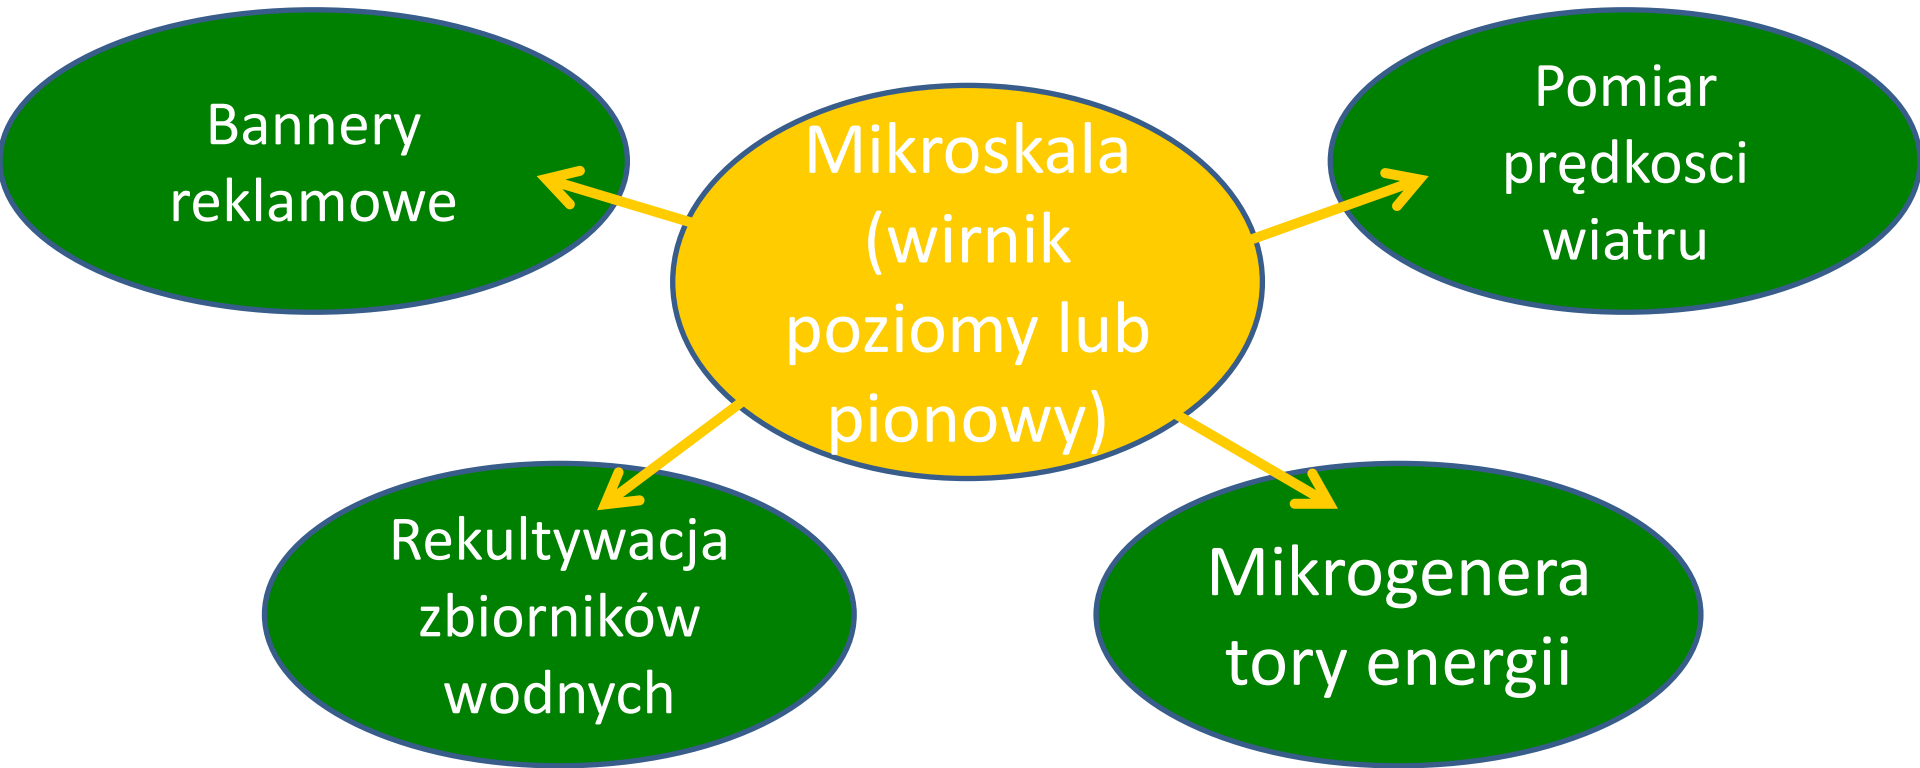 Bannery
reklamowe
Mikroskala
(wirnik
poziomy lub
pionowy)
Pomiar
prędkosci
wiatru
Rekultywacja
zbiorników
wodnych
Mikrogenera
tory energii